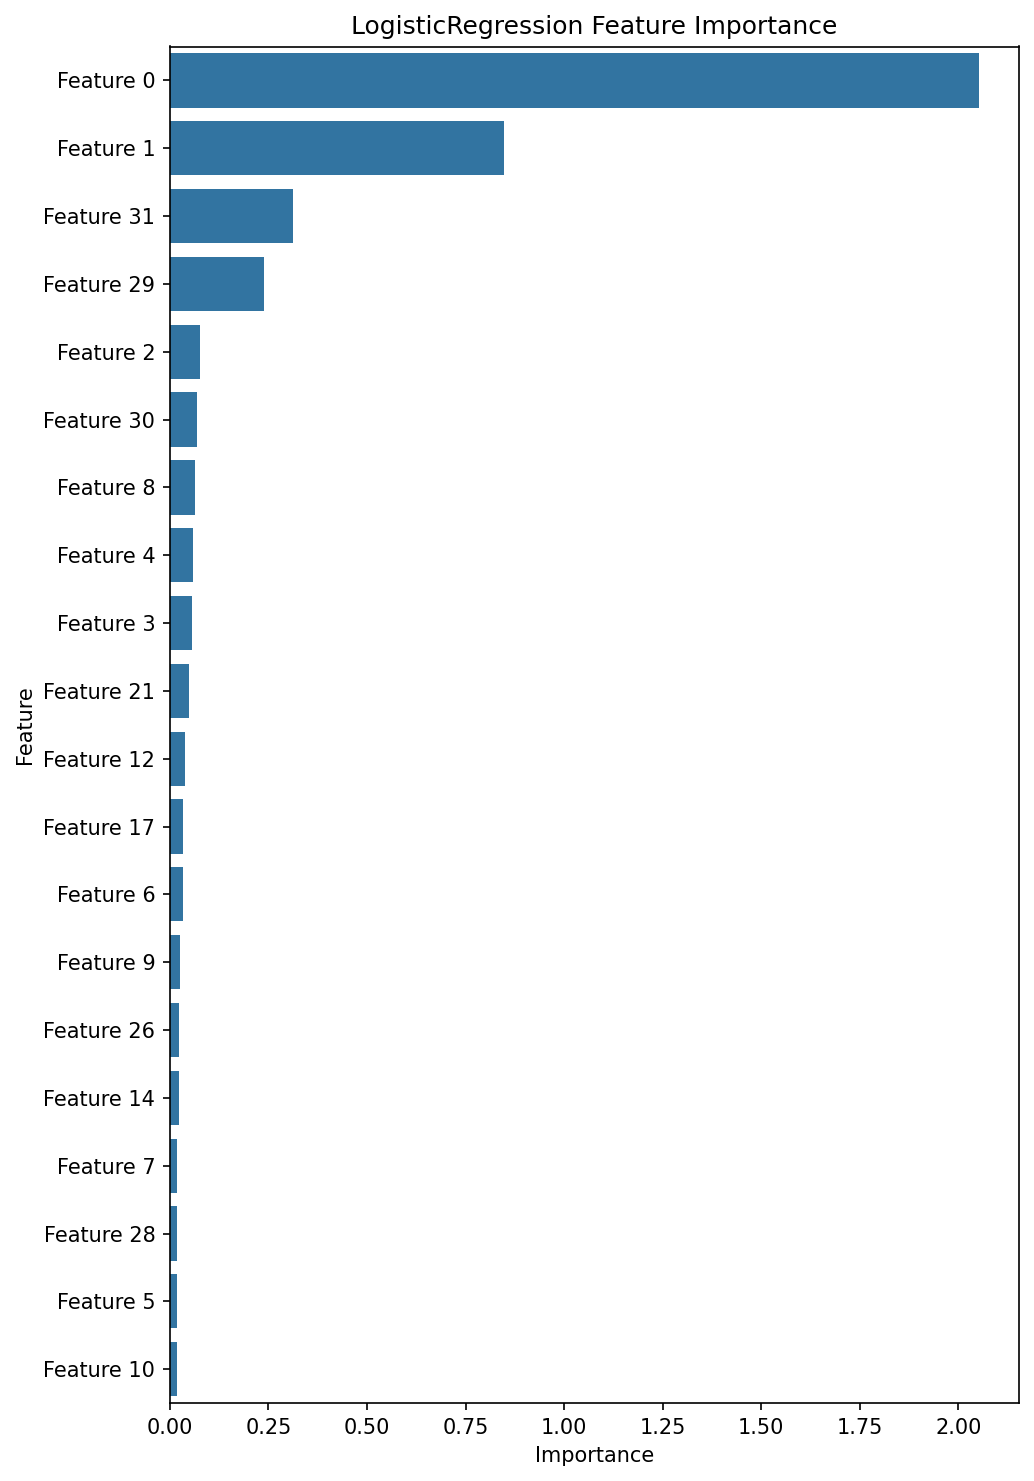 LogisticRegression Feature Importance
Feature 0
Feature 1
Feature 31
Feature 29
Feature 2
Feature 30
Feature 8
Feature 4
Feature 3
Feature 21
Feature 12
Feature 17
Feature 6
Feature 9
Feature 26
Feature 14
Feature 7
Feature 28
Feature 5
Feature 10
Feature
0.00 0.25 0.50 0.75 1.00 1.25 1.50 1.75 2.00
Importance